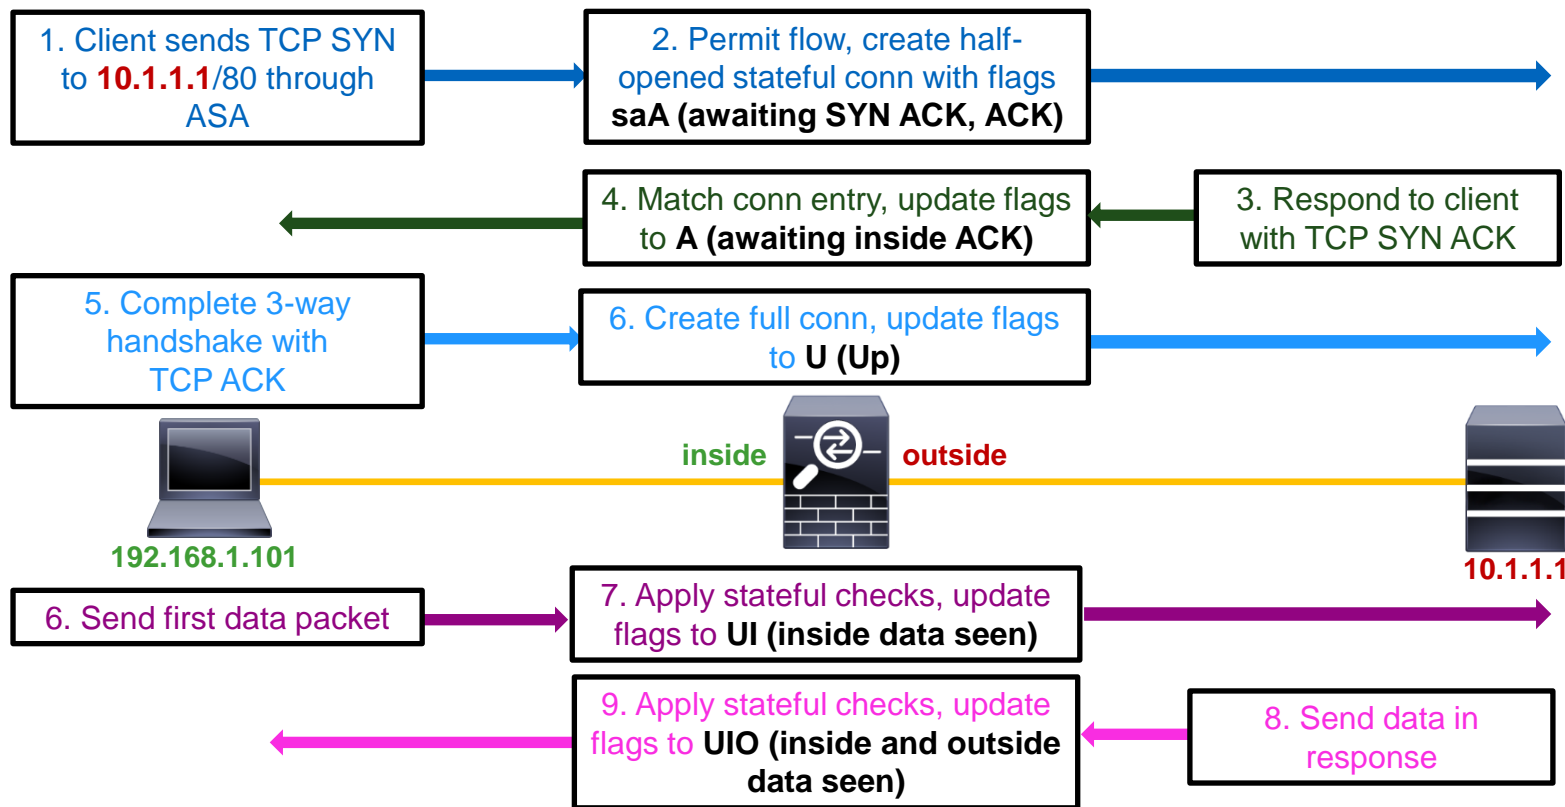 1. Client sends TCP SYN
to 10.1.1.1/80 through
ASA
2. Permit flow, create half-
opened stateful conn with flags
saA (awaiting SYN ACK, ACK)
4. Match conn entry, update flags
to A (awaiting inside ACK)
3. Respond to client
with TCP SYN ACK
5. Complete 3-way
handshake with
TCP ACK
6. Create full conn, update flags
to U (Up)
inside
outside
192.168.1.101
10.1.1.1
6. Send first data packet
7. Apply stateful checks, update
flags to UI (inside data seen)
9. Apply stateful checks, update
flags to UIO (inside and outside
data seen)
8. Send data in
response